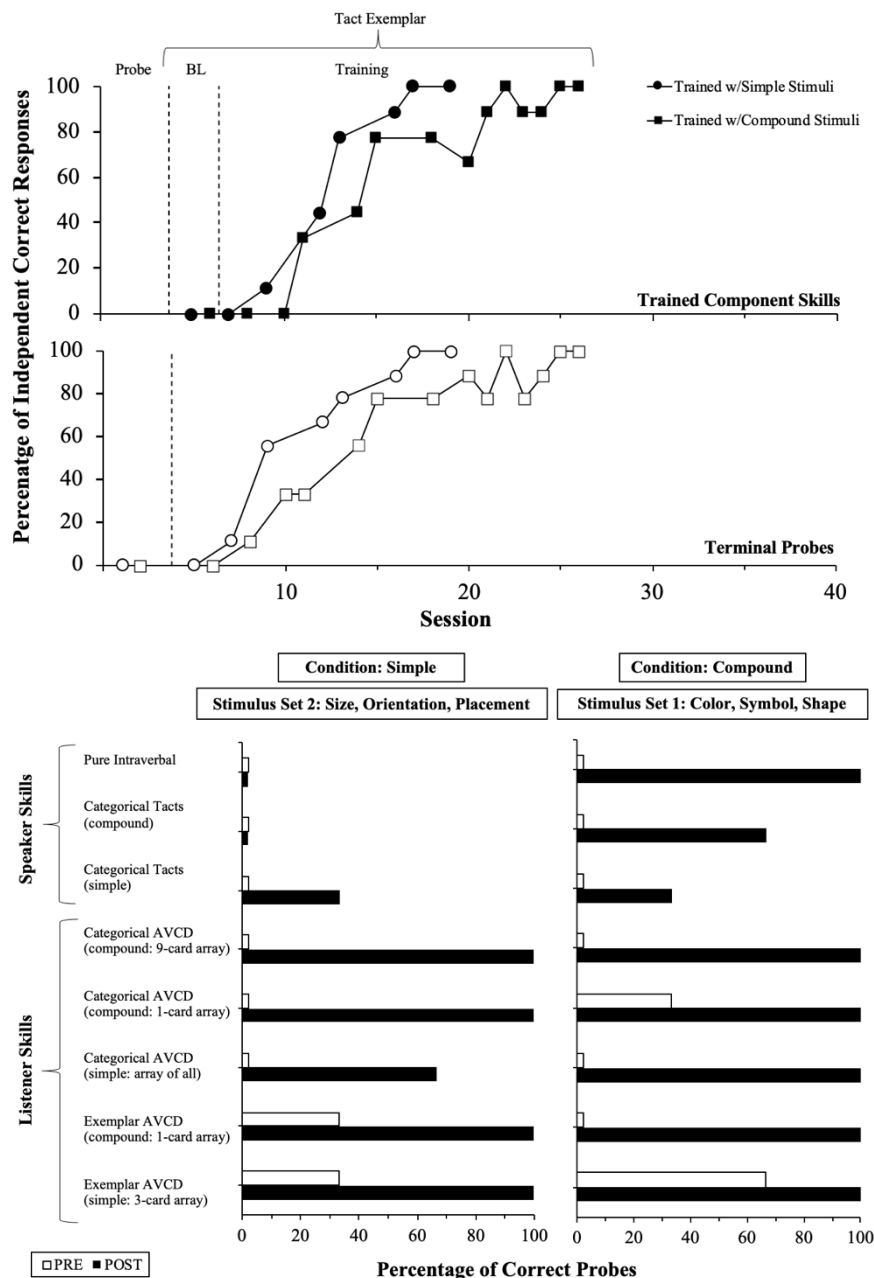 Tact Exemplar
Probe BL Training
Trained w/Simple Stimuli
Trained w/Compound Stimuli
Percenatge of Independent Correct Responses
100
80
60
40
20
0
Trained Component Skills
100
80
60
40
20
0
Terminal Probes
10 20 30 40
Session
Condition: Simple
Condition: Compound
Stimulus Set 2: Size, Orientation, Placement
Stimulus Set 1: Color, Symbol, Shape
Speaker Skills
Pure Intraverbal
Categorical Tacts
(compound)
Categorical Tacts
(simple)
Listener Skills
Categorical AVCD
(compound: 9-card array)
Categorical AVCD
(compound: 1-card array)
Categorical AVCD
(simple: array of all)
Exemplar AVCD
(compound: 1-card array)
Exemplar AVCD
(simple: 3-card array)
0 20 40 60 80 100
0 20 40 60 80 100
PRE POST
Percentage of Correct Probes